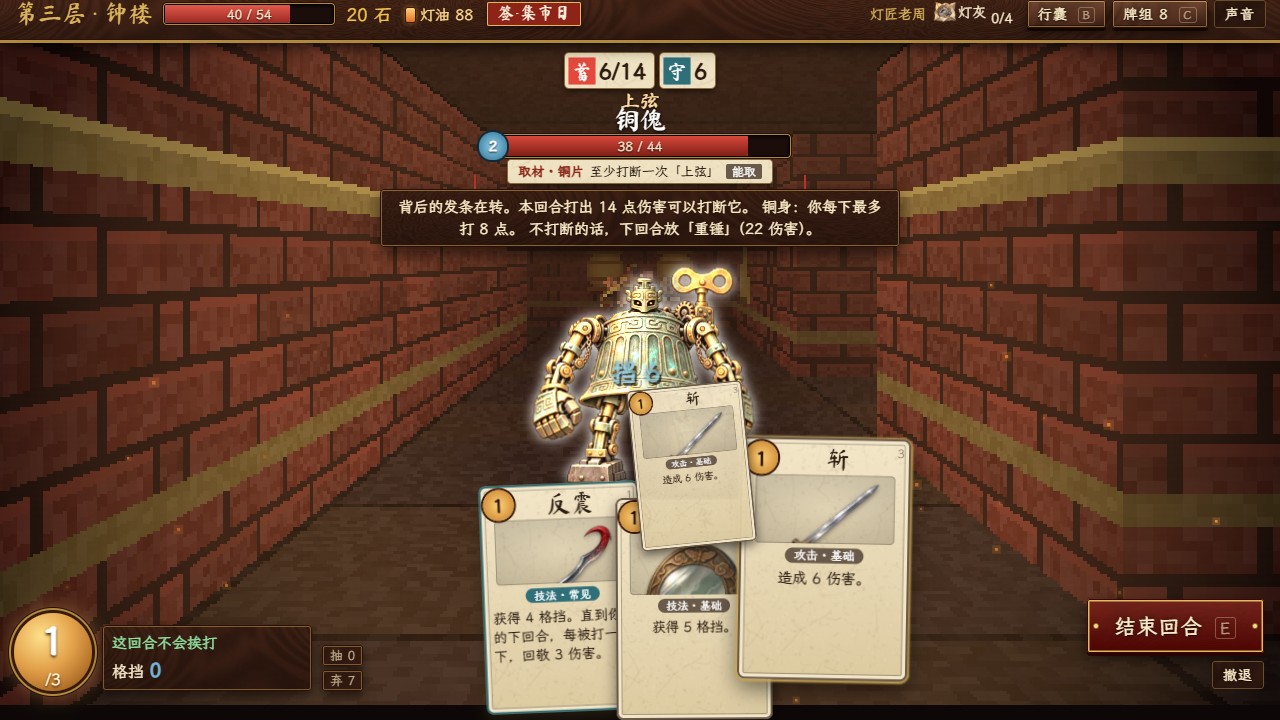 第三层·钟楼
40 / 54
20 石
灯油 88
签·集市日
灯匠老周
灯灰 0/4
行囊 B
牌组 8 C
声音
蓄 6/14
守 6
上弦
铜傀
2
38 / 44
取材·铜片 至少打断一次「上弦」 能取
背后的发条在转。本回合打出 14 点伤害可以打断它。 铜身：你每下最多
打 8 点。 不打断的话，下回合放「重锤」(22 伤害)。
挡 6
1
斩
3
攻击·基础
造成 6 伤害。
1
斩
3
攻击·基础
造成 6 伤害。
1
反震
技法·常见
获得 4 格挡。直到你
的下回合，每被打一
下，回敬 3 伤害。
1
技法·基础
获得 5 格挡。
1
/3
这回合不会挨打
格挡 0
抽 0
弃 7
结束回合 E
撤退